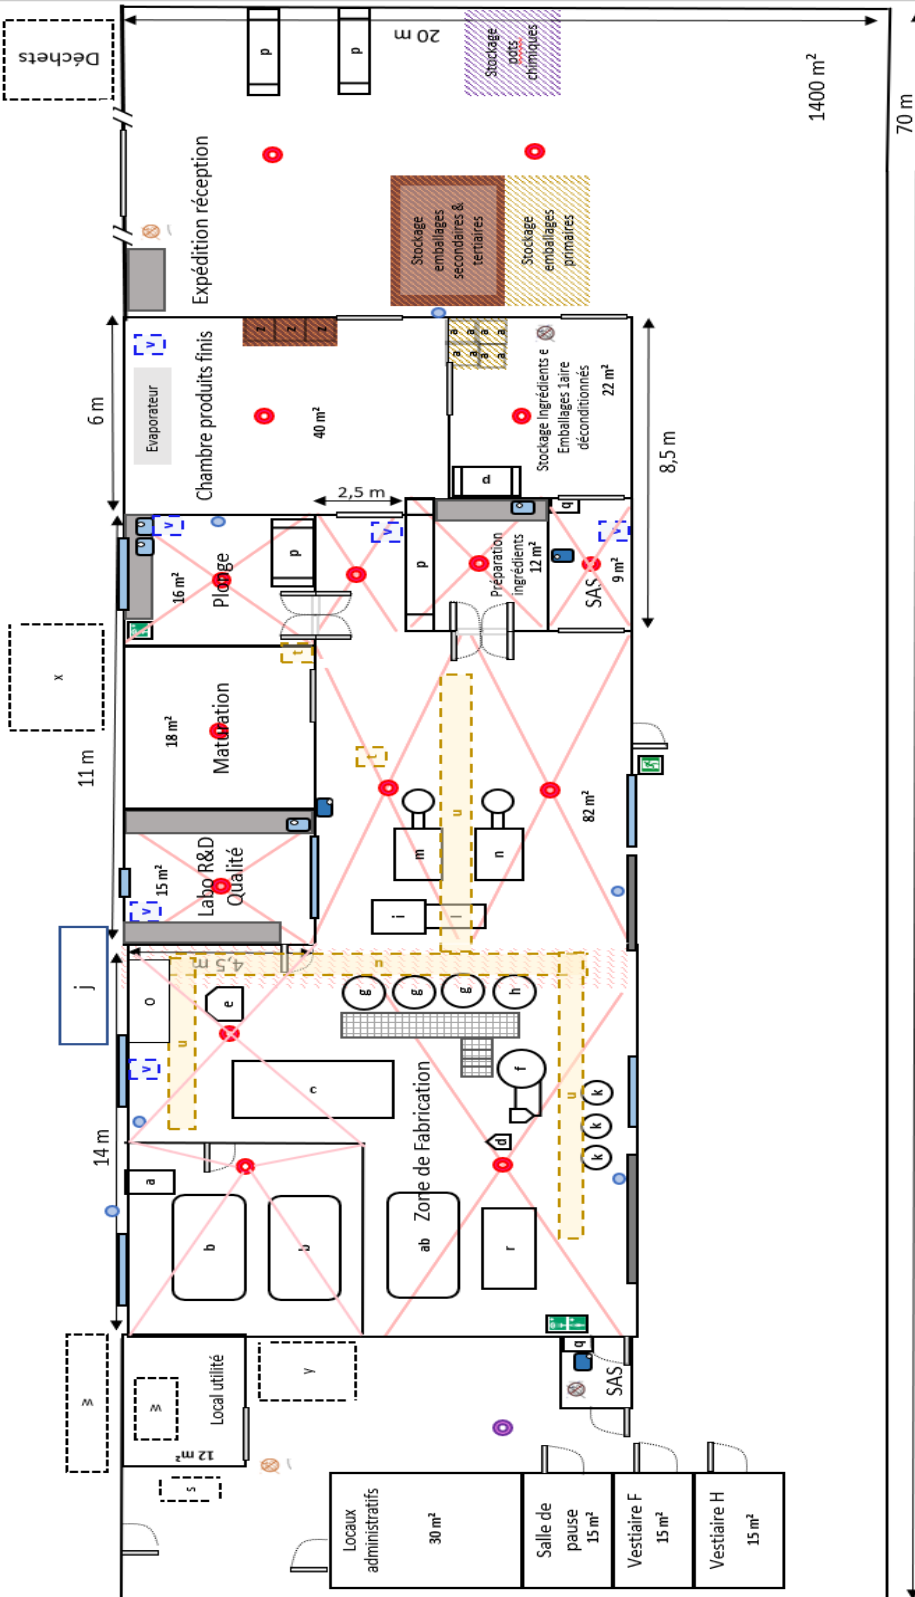 Déchets
p
p
20 m
Stockage
pdts
chimiques
1400 m²
70 m
Expédition réception
Stockage
emballages
secondaires &
tertiaires
Stockage
emballages
primaires
6 m
v
Evaporateur
Chambre produits finis
z
z
z
40 m²
a
a
a
a
a
a
a
a
Stockage Ingrédients e
Emballages 1aire
déconditionnés
22 m²
8,5 m
p
2,5 m
v
16 m²
Plonge
p
v
p
Préparation
ingrédients
12 m²
q
v
SAS
9 m²
x
11 m
18 m²
Maturation
t
t
u
82 m²
m
n
15 m²
Labo R&D
Qualité
v
i
l
j
4,5 m
o
u
u
e
g
g
g
h
v
c
f
Zone de Fabrication
d
u
k
k
k
14 m
a
b
b
ab
r
w
w
Local utilité
12 m²
y
q
SAS
s
Locaux
administratifs
30 m²
Salle de
pause
15 m²
Vestiaire F
15 m²
Vestiaire H
15 m²